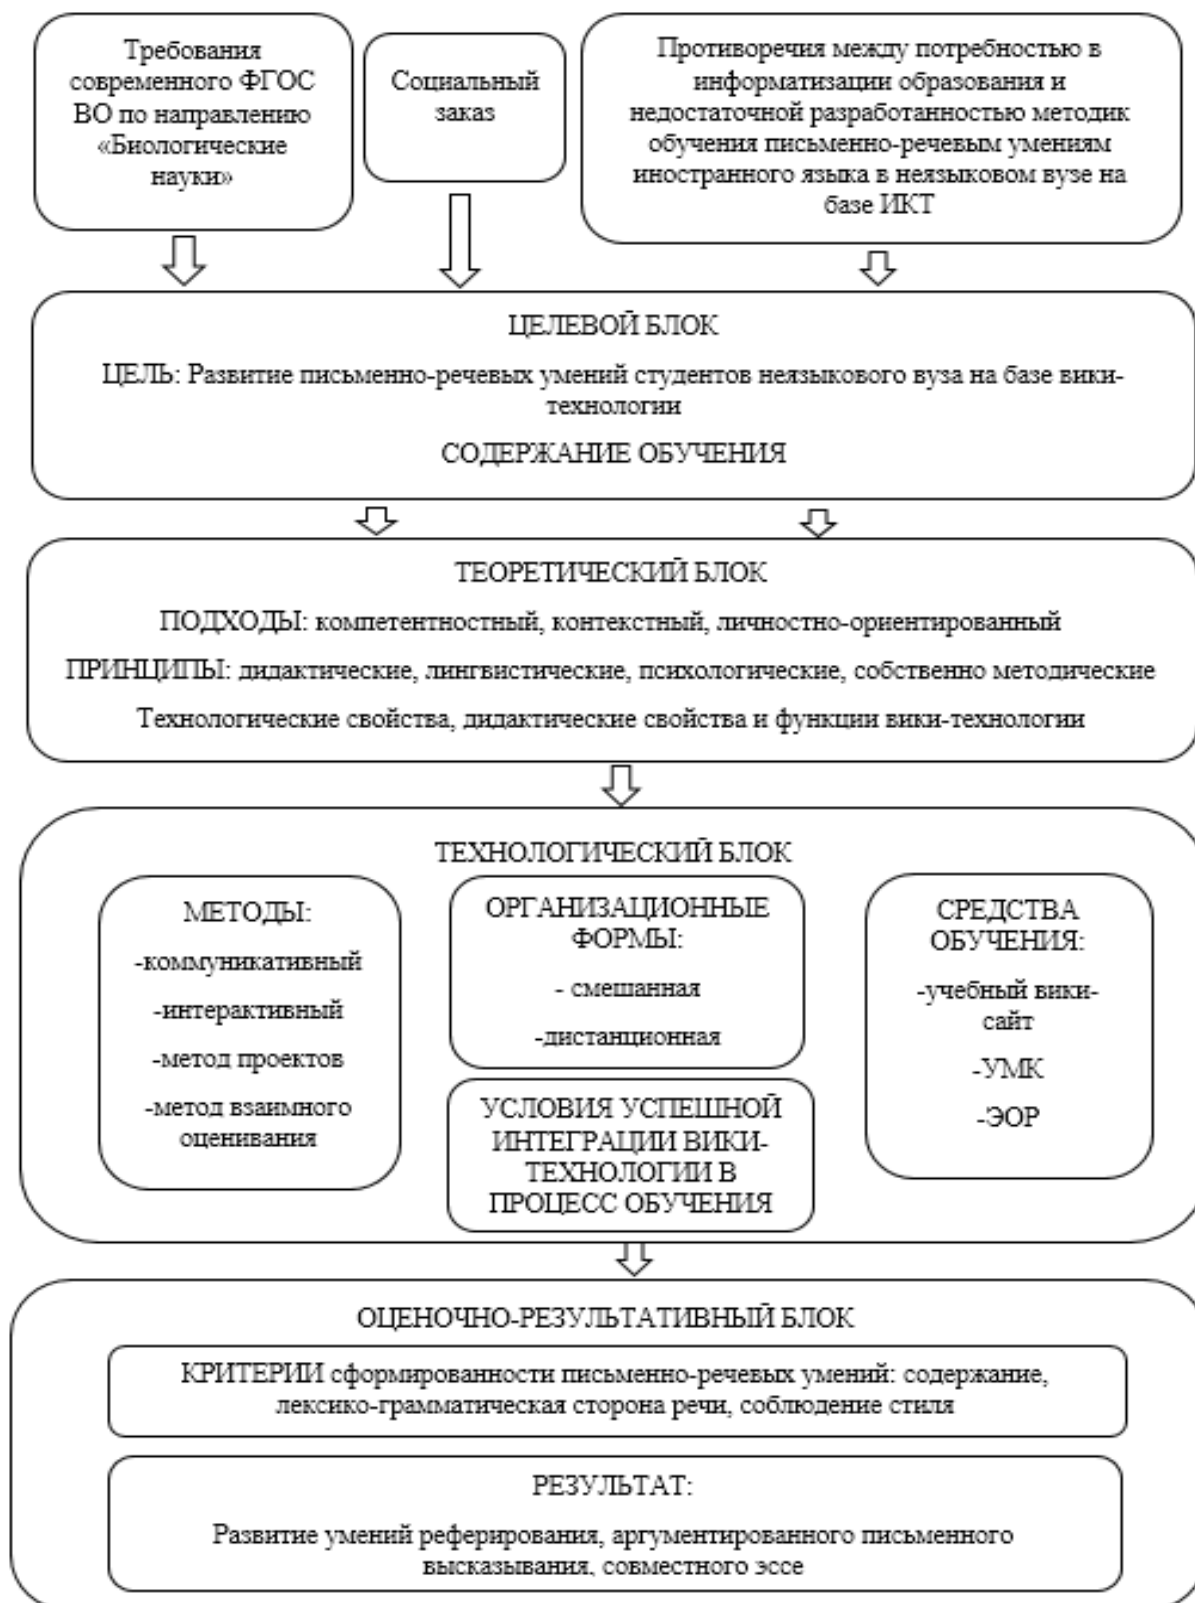 Требования
современного ФГОС
ВО по направлению
«Биологические
науки»
Социальный
заказ
Противоречия между потребностью в
информатизации образования и
недостаточной разработанностью методик
обучения письменно-речевым умениям
иностранного языка в неязыковом вузе на
базе ИКТ
ЦЕЛЕВОЙ БЛОК
ЦЕЛЬ: Развитие письменно-речевых умений студентов неязыкового вуза на базе вики-
технологии
СОДЕРЖАНИЕ ОБУЧЕНИЯ
ТЕОРЕТИЧЕСКИЙ БЛОК
ПОДХОДЫ: компетентностный, контекстный, личностно-ориентированный
ПРИНЦИПЫ: дидактические, лингвистические, психологические, собственно методические
Технологические свойства, дидактические свойства и функции вики-технологии
ТЕХНОЛОГИЧЕСКИЙ БЛОК
МЕТОДЫ:
-коммуникативный
-интерактивный
-метод проектов
-метод взаимного
оценивания
ОРГАНИЗАЦИОННЫЕ
ФОРМЫ:
- смешанная
-дистанционная
УСЛОВИЯ УСПЕШНОЙ
ИНТЕГРАЦИИ ВИКИ-
ТЕХНОЛОГИИ В
ПРОЦЕСС ОБУЧЕНИЯ
СРЕДСТВА
ОБУЧЕНИЯ:
-учебный вики-
сайт
-УМК
-ЭОР
ОЦЕНОЧНО-РЕЗУЛЬТАТИВНЫЙ БЛОК
КРИТЕРИИ сформированности письменно-речевых умений: содержание,
лексико-грамматическая сторона речи, соблюдение стиля
РЕЗУЛЬТАТ:
Развитие умений реферирования, аргументированного письменного
высказывания, совместного эссе